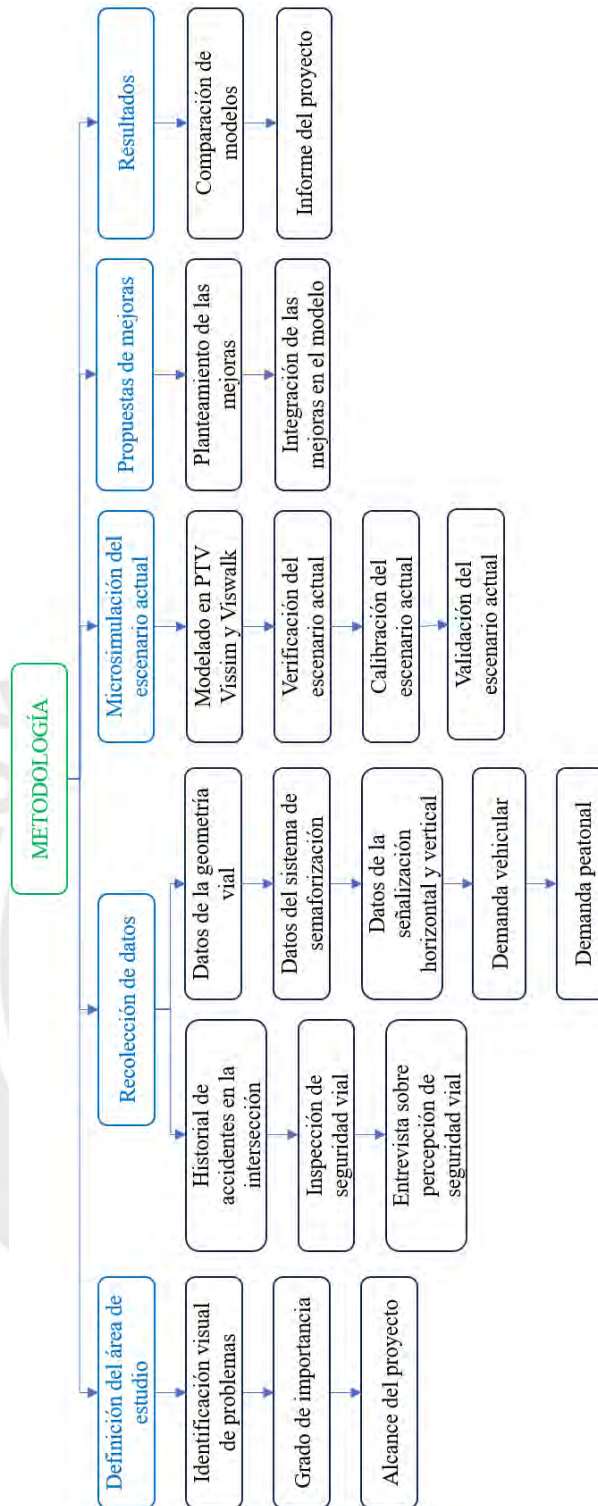 METODOLOGÍA
Definición del área de
estudio
Identificación visual
de problemas
Grado de importancia
Alcance del proyecto
Recolección de datos
Historial de
accidentes en la
intersección
Inspección de
seguridad vial
Entrevista sobre
percepción de
seguridad vial
Datos de la geometría
vial
Datos del sistema de
semaforización
Datos de la
señalización
horizontal y vertical
Demanda vehicular
Demanda peatonal
Microsimulación del
escenario actual
Modelado en PTV
Vissim y Viswalk
Verificación del
escenario actual
Calibración del
escenario actual
Validación del
escenario actual
Propuestas de mejoras
Planteamiento de las
mejoras
Integración de las
mejoras en el modelo
Resultados
Comparación de
modelos
Informe del proyecto